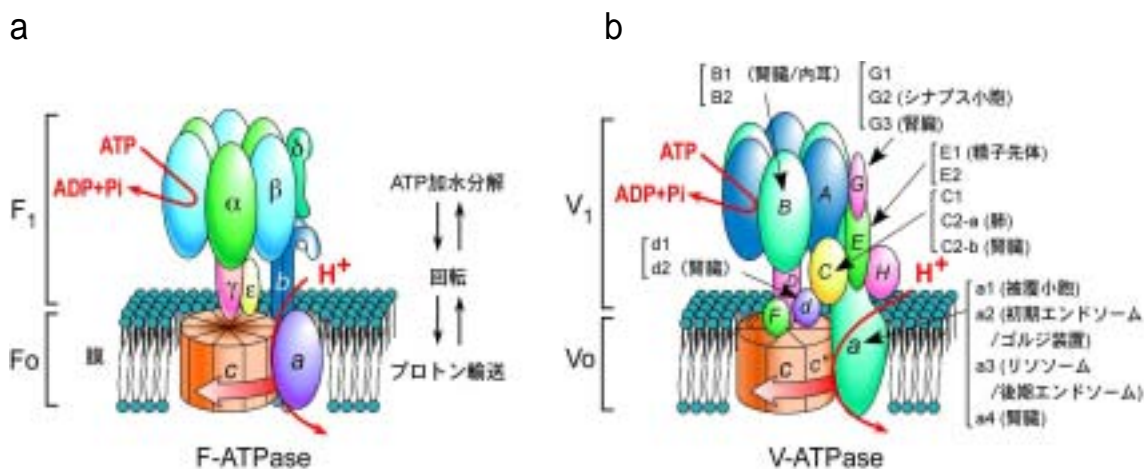 a
F1
Fo
ATP
ADP+Pi
α
β
δ
γ
ε
b
H+
c
a
膜
ATP加水分解
回転
プロトン輸送
F-ATPase
b
V1
Vo
ATP
ADP+Pi
B1 (腎臓/内耳)
B2
G1
G2 (シナプス小胞)
G3 (腎臓)
E1 (精子先体)
E2
C1
C2-a (肺)
C2-b (腎臓)
d1
d2 (腎臓)
B
A
G
E
C
H
D
F
d
H+
a1 (被覆小胞)
a2 (初期エンドソーム
/ゴルジ装置)
a3 (リソソーム
/後期エンドソーム)
a4 (腎臓)
c
c"
a
V-ATPase